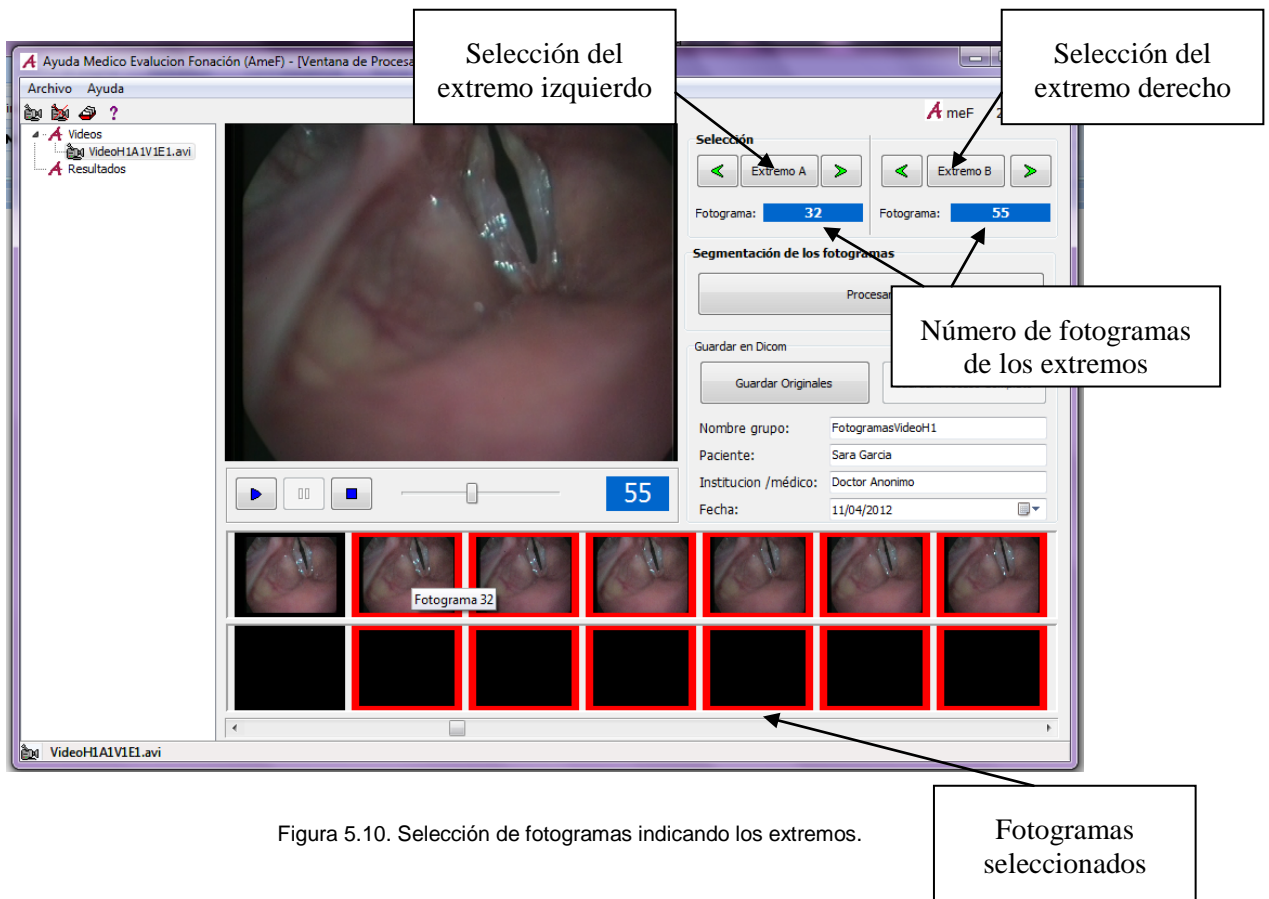 Selección del
extremo izquierdo
Selección del
extremo derecho
Ayuda Medico Evalucion Fonación (AmeF) - [Ventana de Procesa
Archivo Ayuda
?
A meF
Videos
VideoH1A1V1E1.avi
Resultados
Selección
Extremo A
Extremo B
Fotograma: 32
Fotograma: 55
Segmentación de los fotogramas
Procesar
Número de fotogramas
de los extremos
Guardar en Dicom
Guardar Originales
Nombre grupo: FotogramasVideoH1
Paciente: Sara Garcia
Institucion /médico: Doctor Anonimo
Fecha: 11/04/2012
55
Fotograma 32
VideoH1A1V1E1.avi
Figura 5.10. Selección de fotogramas indicando los extremos.
Fotogramas
seleccionados